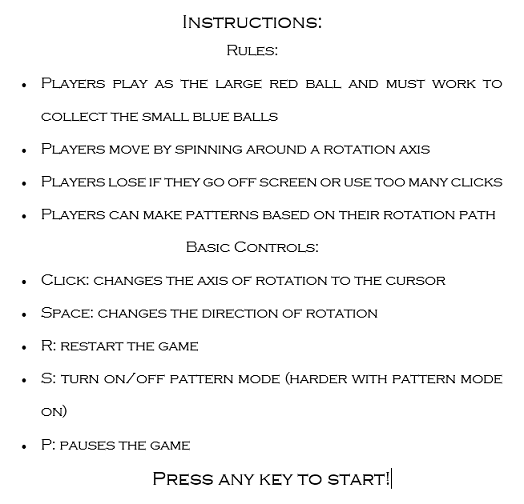 Instructions:
Rules:
• Players play as the large red ball and must work to
collect the small blue balls
• Players move by spinning around a rotation axis
• Players lose if they go off screen or use too many clicks
• Players can make patterns based on their rotation path
Basic Controls:
• Click: changes the axis of rotation to the cursor
• Space: changes the direction of rotation
• R: restart the game
• S: turn on/off pattern mode (harder with pattern mode
on)
• P: pauses the game
Press any key to start!